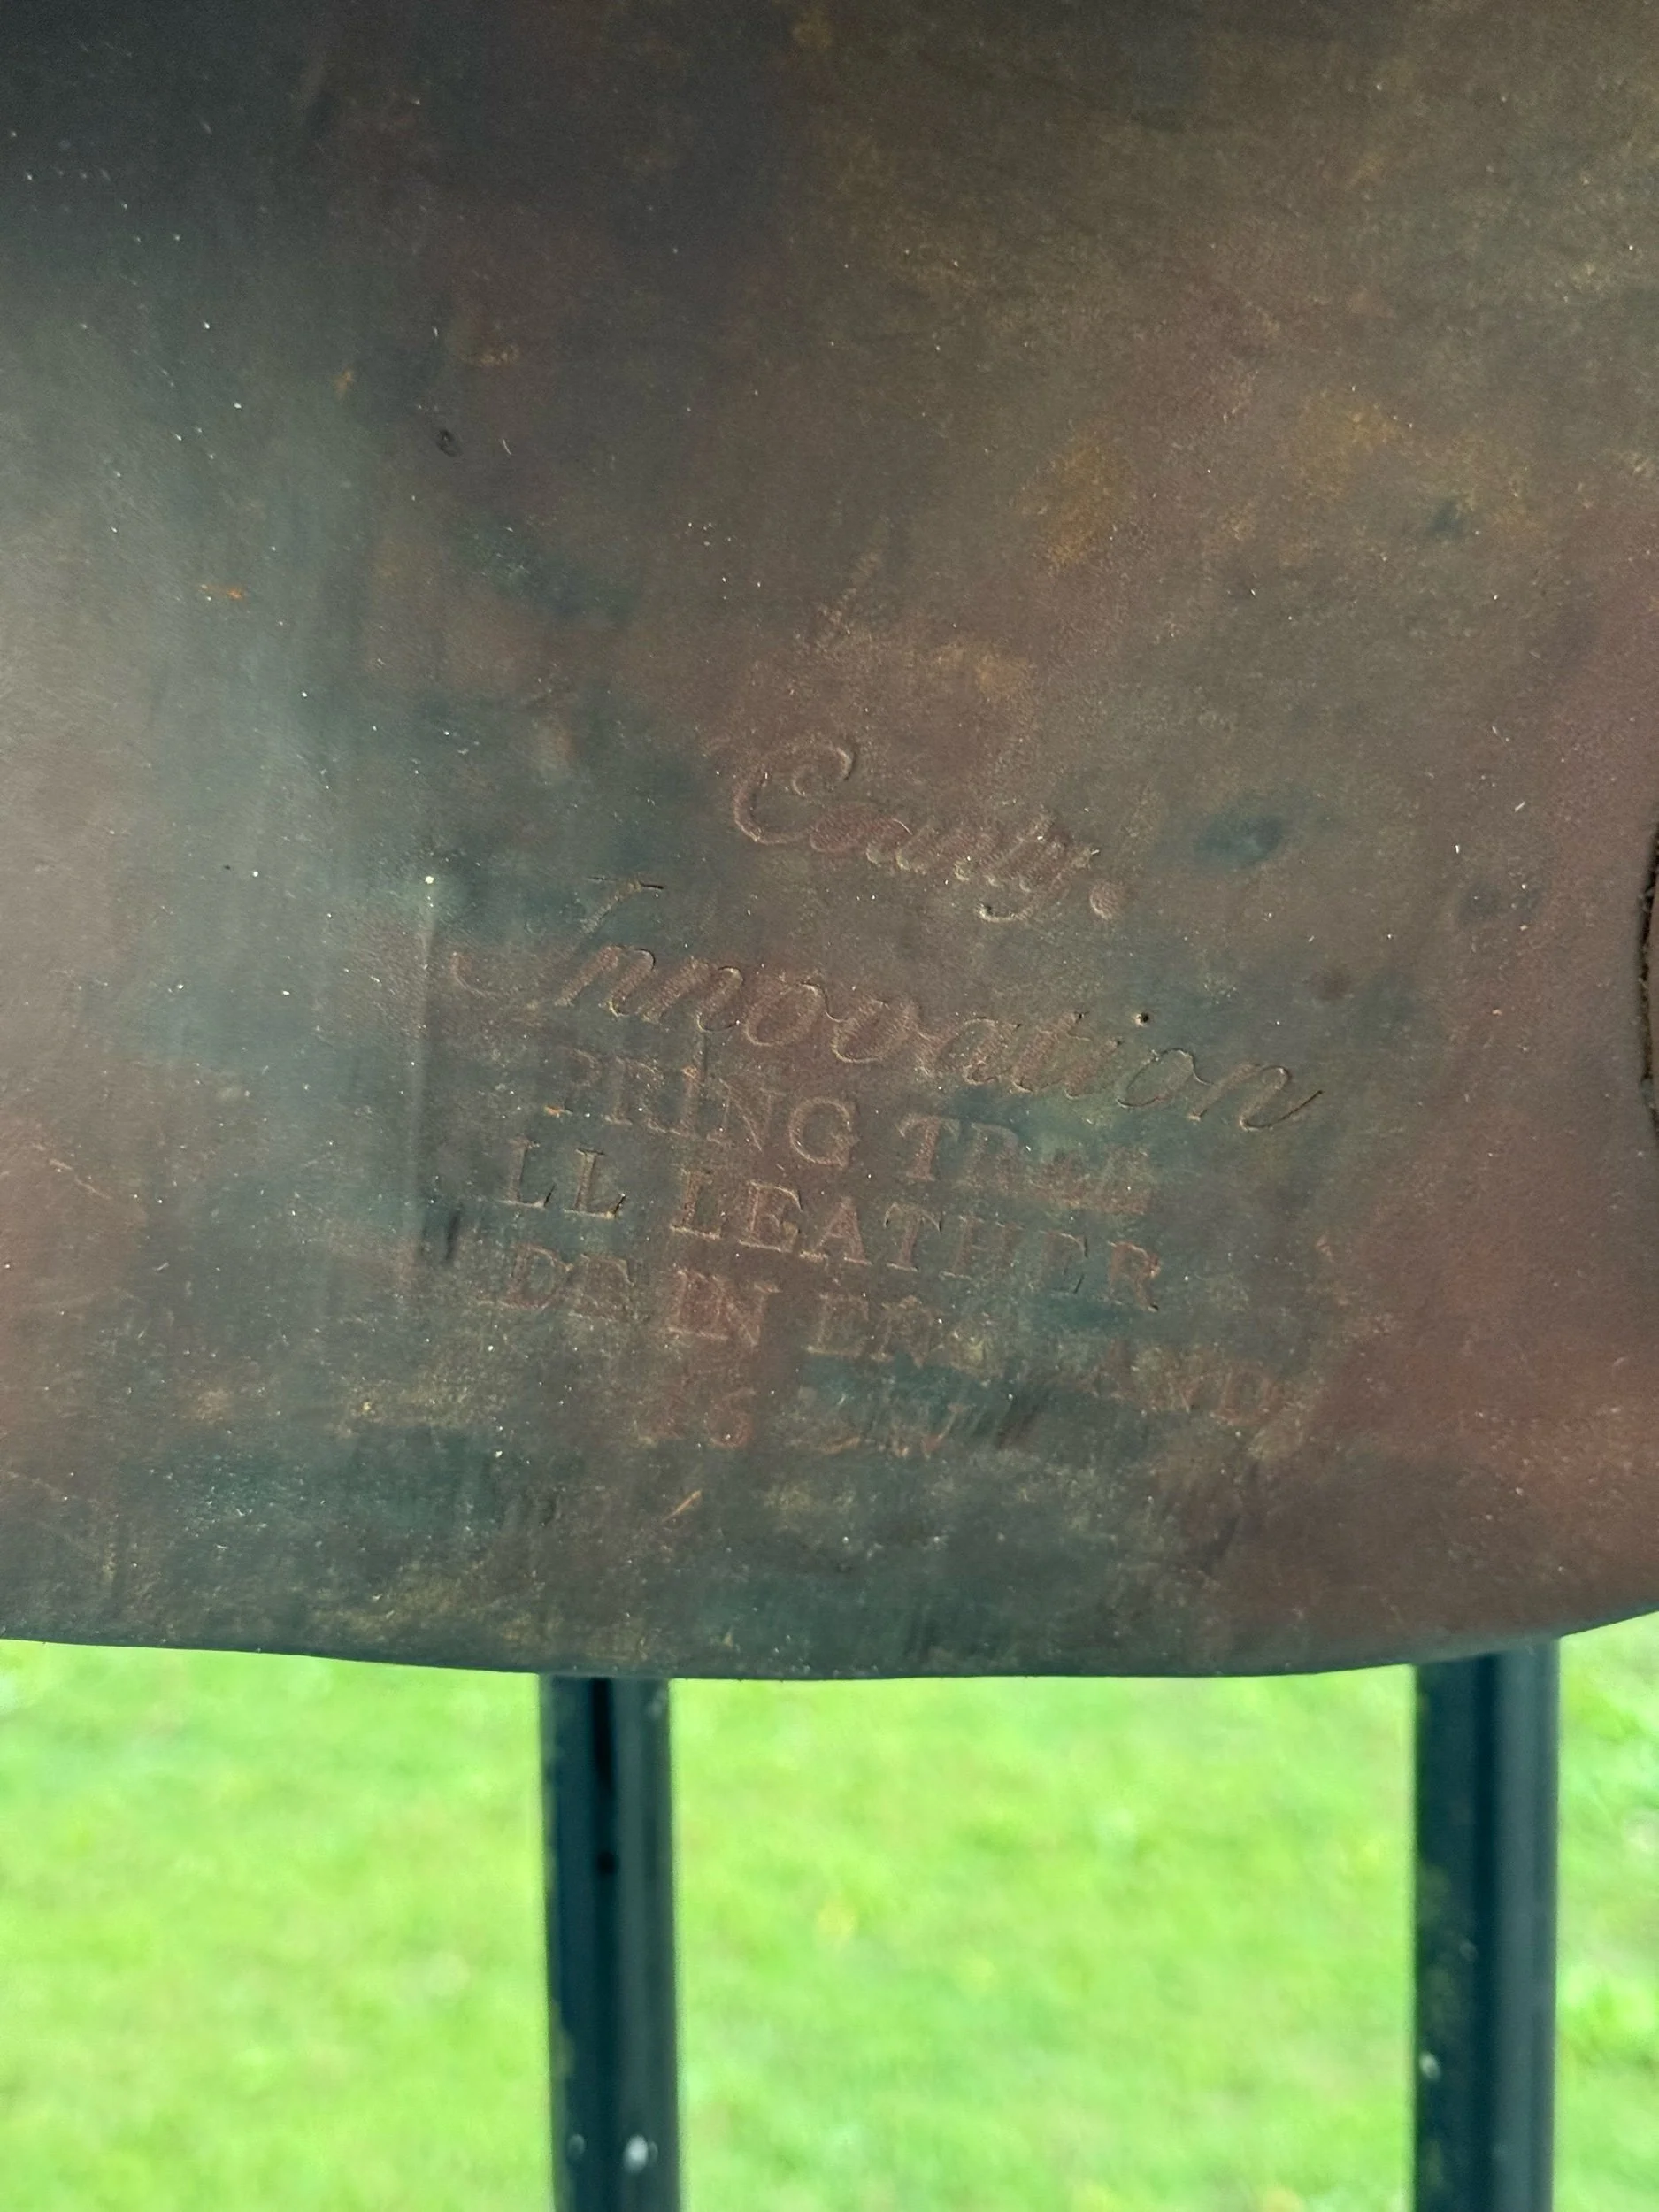 County.
Innovation
PRING TREE
LL LEATHER
DE IN ENGLAND